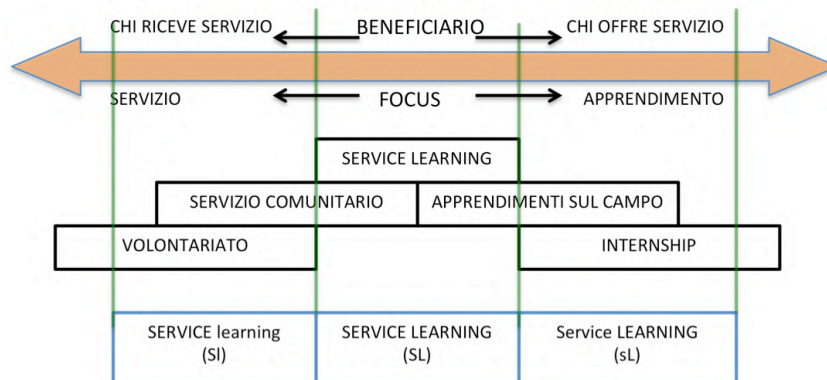 CHI RICEVE SERVIZIO BENEFICIARIO CHI OFFRE SERVIZIO
SERVIZIO FOCUS APPRENDIMENTO
SERVICE LEARNING
SERVIZIO COMUNITARIO APPRENDIMENTI SUL CAMPO
VOLONTARIATO INTERNSHIP
SERVICE learning
(Sl)
SERVICE LEARNING
(SL)
Service LEARNING
(sL)